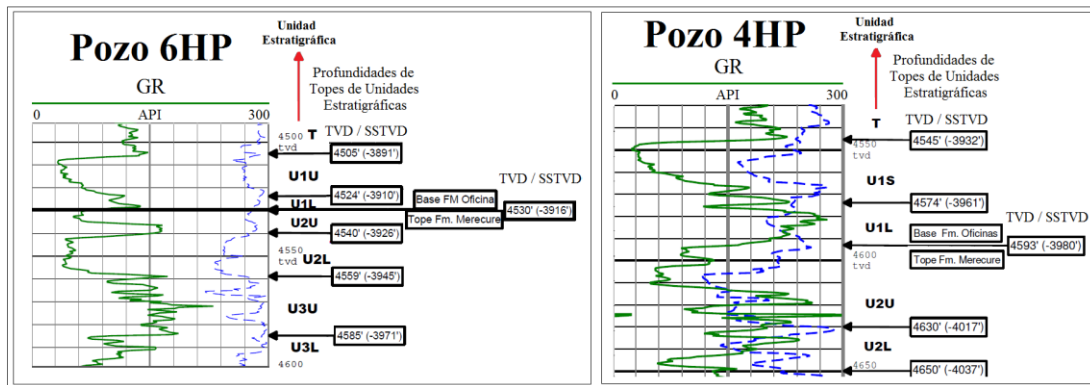 Pozo 6HP
Unidad
Estratigráfica
Profundidades de
Topes de Unidades
Estratigráficas
GR
0 API 300
TVD / SSTVD
4500 T
tvd
4505' (-3891')
U1U
TVD / SSTVD
4524' (-3910')
U1L
Base FM Oficina
4530' (-3916')
Tope Fm. Merecure
U2U
4540' (-3926')
4550
tvd
U2L
4559' (-3945')
U3U
4585' (-3971')
U3L
4600
Pozo 4HP
Unidad
Estratigráfica
Profundidades de
Topes de Unidades
Estratigráficas
GR
0 API 300
T
TVD / SSTVD
4545' (-3932')
4550
tvd
U1S
4574' (-3961')
U1L
TVD / SSTVD
Base Fm. Oficinas
4593' (-3980')
4600
tvd
Tope Fm. Merecure
U2U
4630' (-4017')
U2L
4650
4650' (-4037')